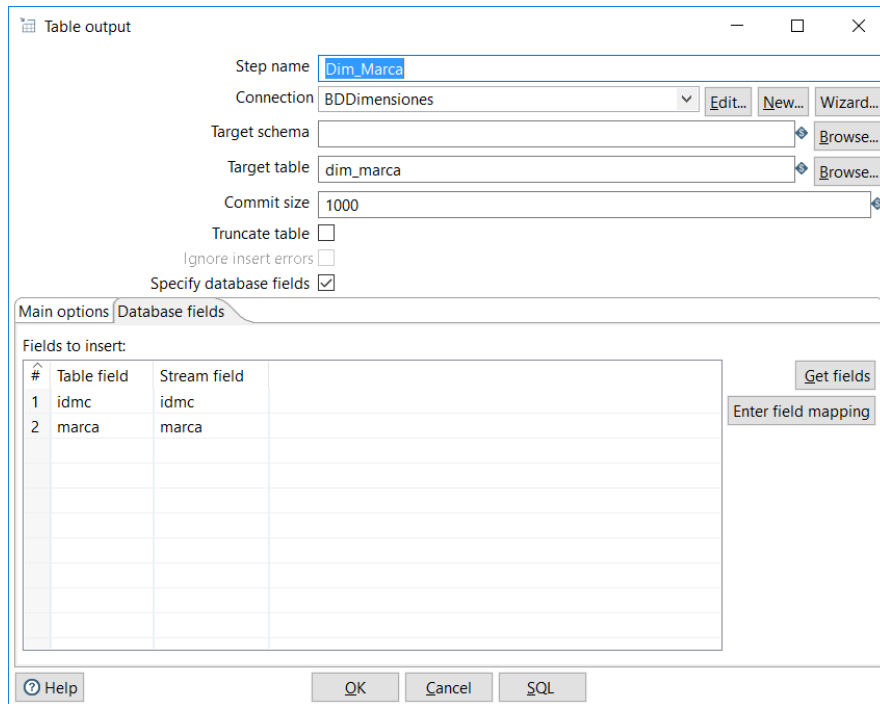 Table output
Step name Dim_Marca
Connection BDDimensiones Edit... New... Wizard...
Target schema Browse...
Target table dim_marca Browse...
Commit size 1000
Truncate table
Ignore insert errors
Specify database fields
Main options Database fields
Fields to insert:
# Table field Stream field Get fields
1 idmc idmc
Enter field mapping
2 marca marca
Help OK Cancel SQL